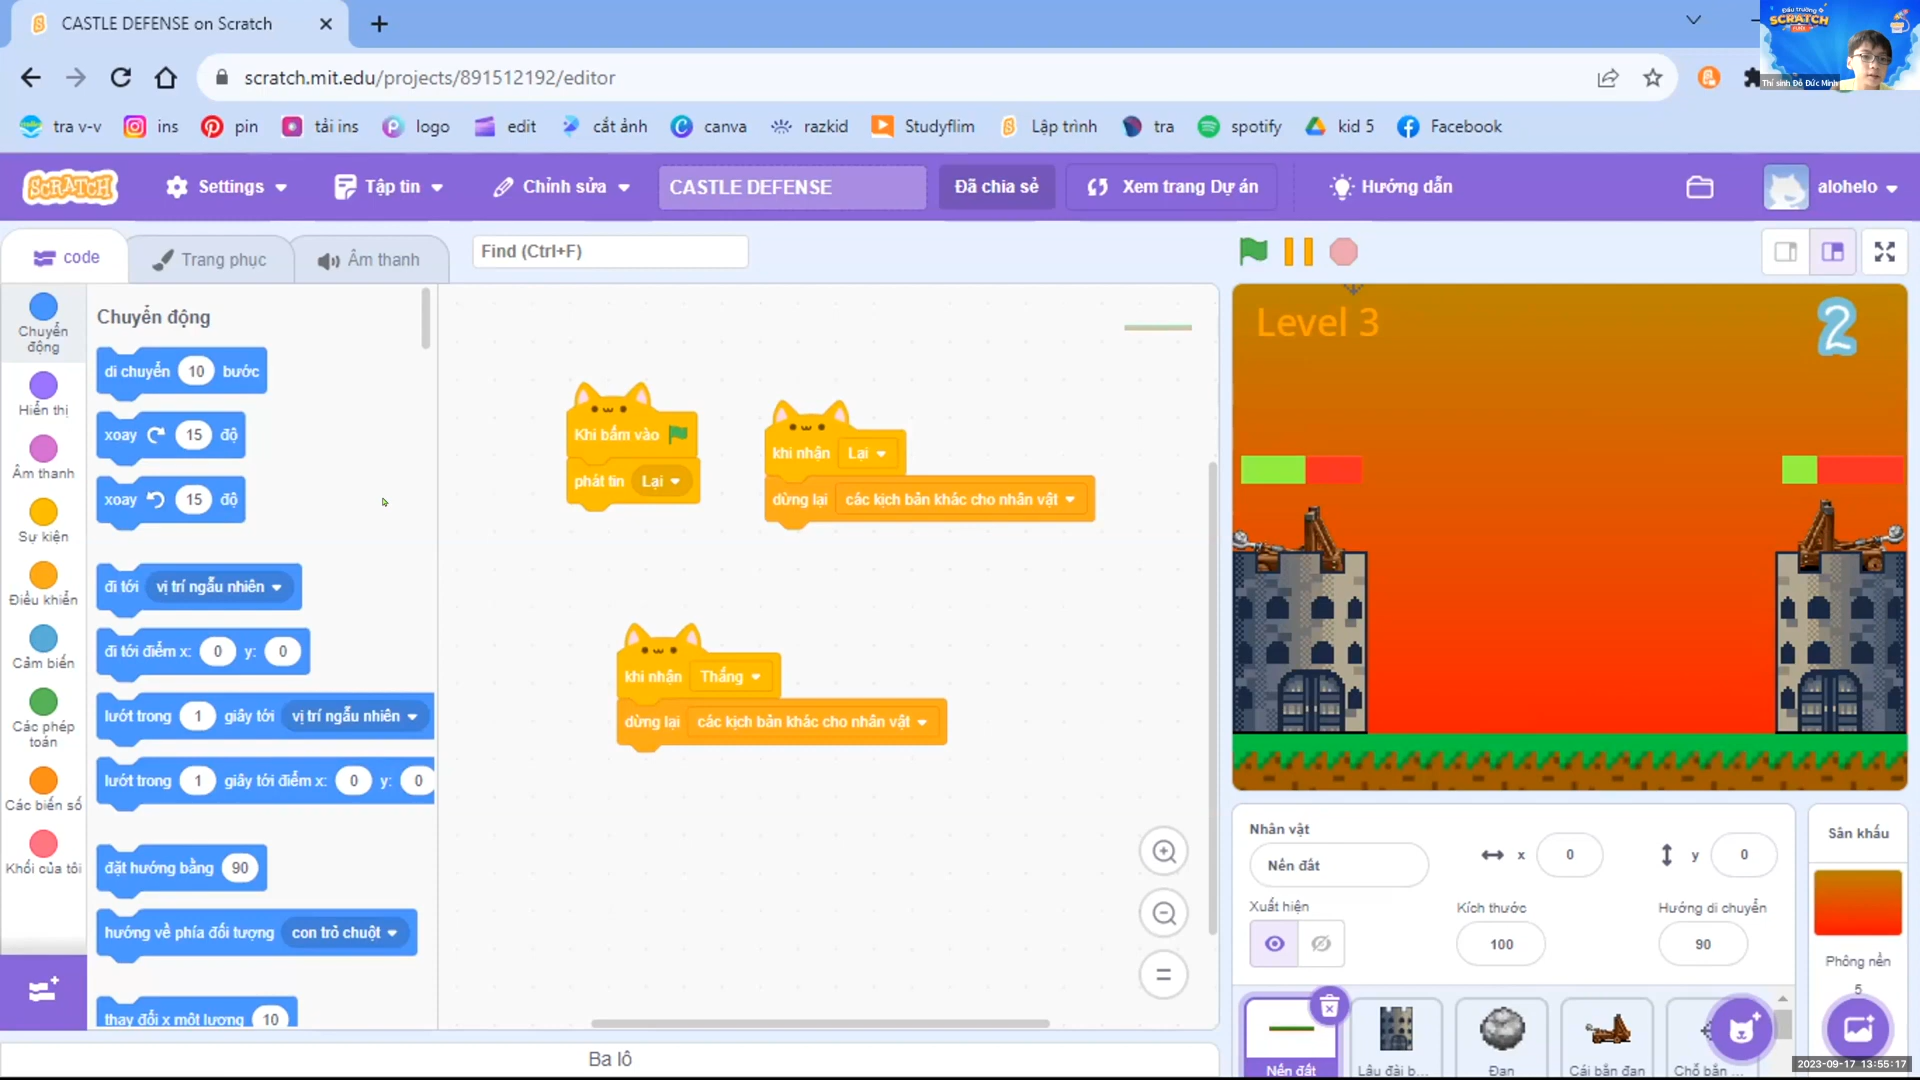 CASTLE DEFENSE on Scratch
Đấu trường
SCRATCH
scratch.mit.edu/projects/891512192/editor
Thí sinh Đỗ Đức Minh
tra v-v
ins
pin
tải ins
logo
edit
cắt ảnh
canva
razkid
Studyflim
Lập trình
tra
spotify
kid 5
Facebook
SCRATCH
Settings
Tập tin
Chỉnh sửa
CASTLE DEFENSE
Đã chia sẻ
Xem trang Dự án
Hướng dẫn
alohelo
code
Trang phục
Âm thanh
Find (Ctrl+F)
Chuyển động
Hiển thị
Âm thanh
Sự kiện
Điều khiển
Cảm biến
Các phép toán
Các biến số
Khối của tôi
Chuyển động
di chuyển 10 bước
xoay 15 độ
xoay 15 độ
đi tới vị trí ngẫu nhiên
đi tới điểm x: 0 y: 0
lướt trong 1 giây tới vị trí ngẫu nhiên
lướt trong 1 giây tới điểm x: 0 y: 0
đặt hướng bằng 90
hướng về phía đối tượng con trỏ chuột
thay đổi x một lượng 10
Khi bấm vào
phát tin Lại
khi nhận Lại
dừng lại các kịch bản khác cho nhân vật
khi nhận Thắng
dừng lại các kịch bản khác cho nhân vật
Ba lô
Level 3
2
Nhân vật
Nền đất
x 0
y 0
Xuất hiện
Kích thước
100
Hướng di chuyển
90
Sân khấu
Phông nền
5
Nền đất
Lâu đài b...
Đạn
Cái bắn đạn
Chỗ bắn ...
2023-09-17 13:55:17